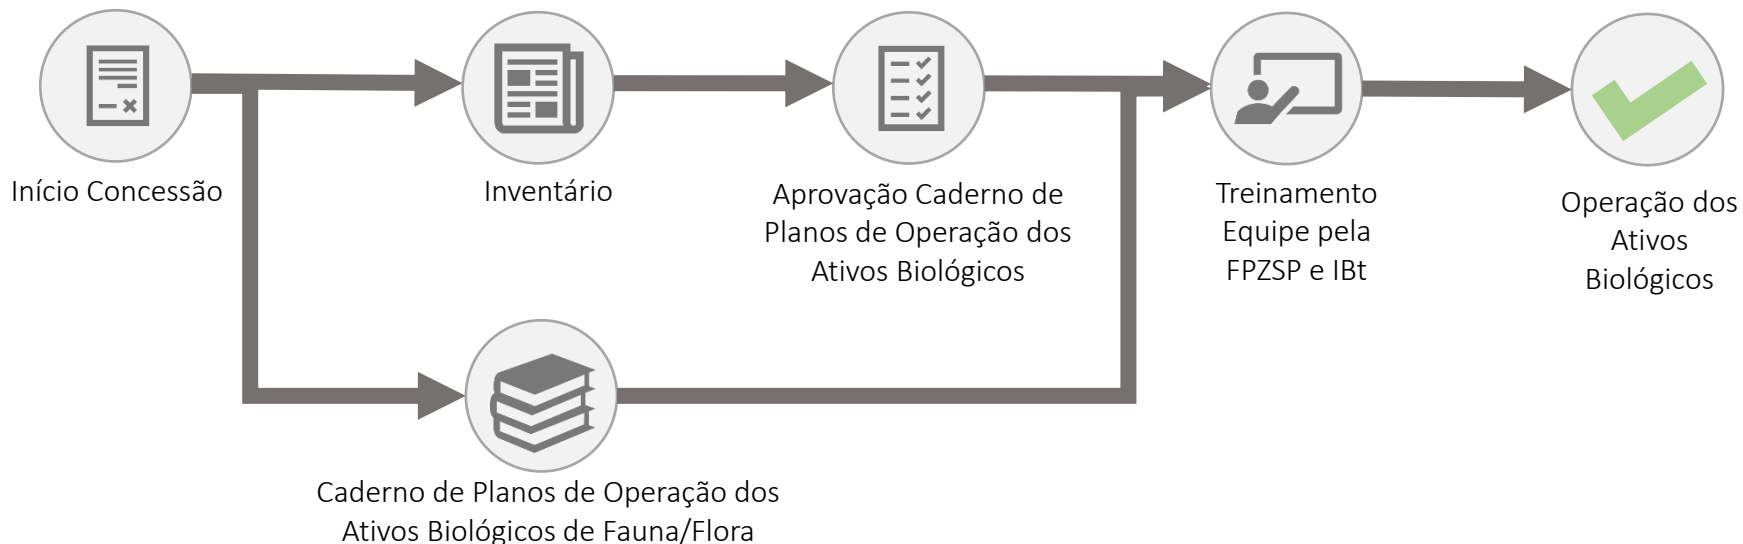 Início Concessão
Inventário
Aprovação Caderno de
Planos de Operação dos
Ativos Biológicos
Treinamento
Equipe pela
FPZSP e IBt
Operação dos
Ativos
Biológicos
Caderno de Planos de Operação dos
Ativos Biológicos de Fauna/Flora